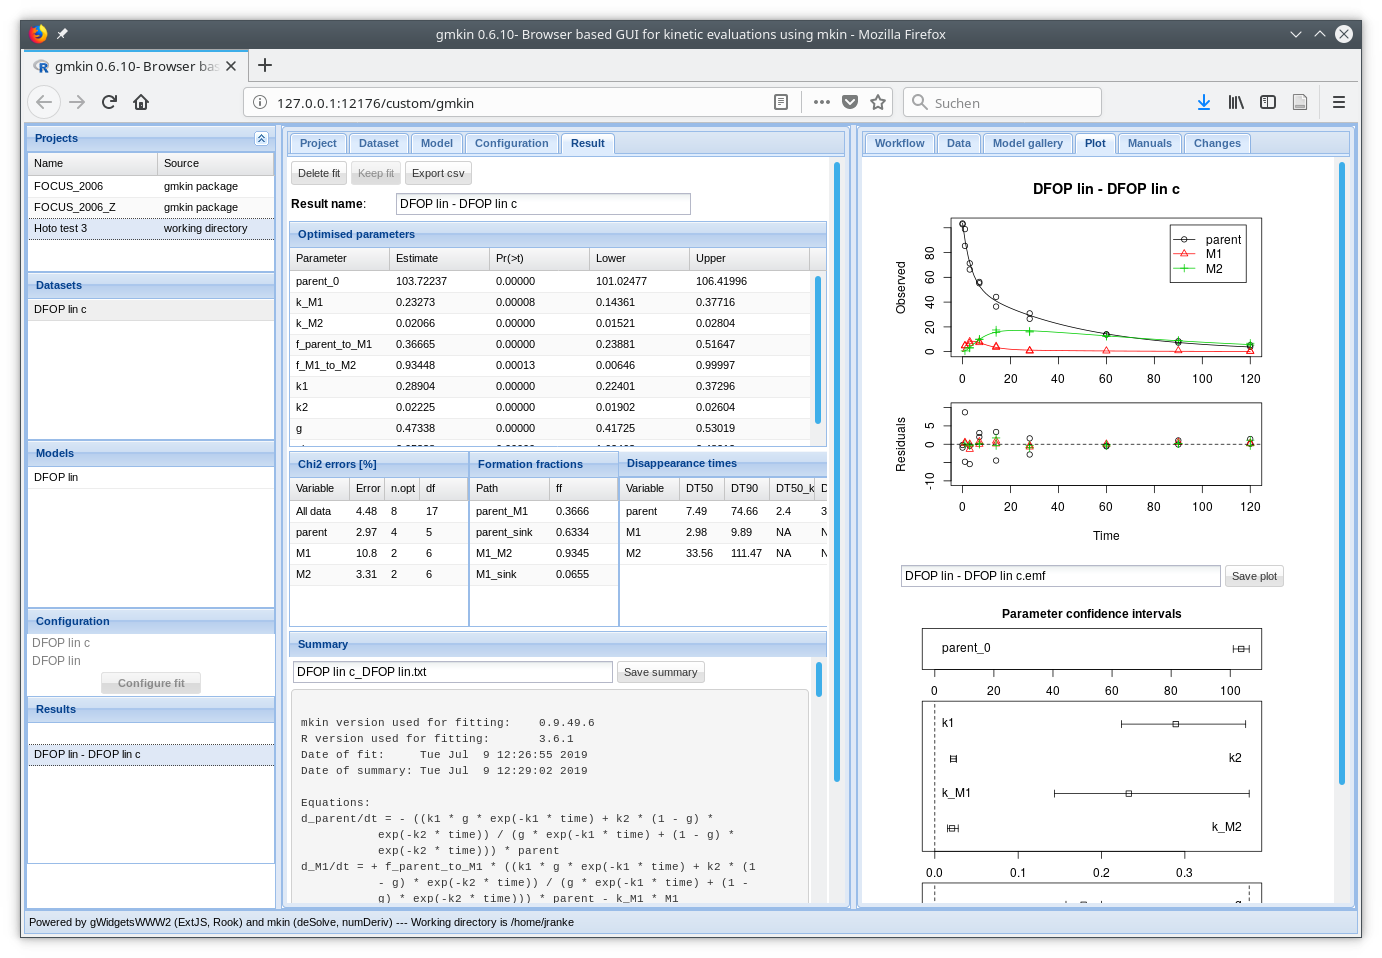 gmkin 0.6.10- Browser based GUI for kinetic evaluations using mkin - Mozilla Firefox
gmkin 0.6.10- Browser bas
127.0.0.1:12176/custom/gmkin
Suchen
Projects
Name Source
FOCUS_2006 gmkin package
FOCUS_2006_Z gmkin package
Hoto test 3 working directory
Datasets
DFOP lin c
Models
DFOP lin
Configuration
DFOP lin c
DFOP lin
Configure fit
Results
DFOP lin - DFOP lin c
Project Dataset Model Configuration Result
Delete fit Keep fit Export csv
Result name: DFOP lin - DFOP lin c
Optimised parameters
Parameter Estimate Pr(>t) Lower Upper
parent_0 103.72237 0.00000 101.02477 106.41996
k_M1 0.23273 0.00008 0.14361 0.37716
k_M2 0.02066 0.00000 0.01521 0.02804
f_parent_to_M1 0.36665 0.00000 0.23881 0.51647
f_M1_to_M2 0.93448 0.00013 0.00646 0.99997
k1 0.28904 0.00000 0.22401 0.37296
k2 0.02225 0.00000 0.01902 0.02604
g 0.47338 0.00000 0.41725 0.53019
Chi2 errors [%]
Variable Error n.opt df
All data 4.48 8 17
parent 2.97 4 5
M1 10.8 2 6
M2 3.31 2 6
Formation fractions
Path ff
parent_M1 0.3666
parent_sink 0.6334
M1_M2 0.9345
M1_sink 0.0655
Disappearance times
Variable DT50 DT90 DT50_k D
parent 7.49 74.66 2.4 3
M1 2.98 9.89 NA N
M2 33.56 111.47 NA N
Summary
DFOP lin c_DFOP lin.txt Save summary
mkin version used for fitting: 0.9.49.6
R version used for fitting: 3.6.1
Date of fit: Tue Jul 9 12:26:55 2019
Date of summary: Tue Jul 9 12:29:02 2019
Equations:
d_parent/dt = - ((k1 * g * exp(-k1 * time) + k2 * (1 - g) *
exp(-k2 * time)) / (g * exp(-k1 * time) + (1 - g) *
exp(-k2 * time))) * parent
d_M1/dt = + f_parent_to_M1 * ((k1 * g * exp(-k1 * time) + k2 * (1
- g) * exp(-k2 * time)) / (g * exp(-k1 * time) + (1 -
g) * exp(-k2 * time))) * parent - k_M1 * M1
Workflow Data Model gallery Plot Manuals Changes
DFOP lin - DFOP lin c
Observed
80
60
40
20
0
parent
M1
M2
0 20 40 60 80 100 120
Residuals
5
0
-10
0 20 40 60 80 100 120
Time
DFOP lin - DFOP lin c.emf Save plot
Parameter confidence intervals
parent_0
0 20 40 60 80 100
k1
k2
k_M1
k_M2
0.0 0.1 0.2 0.3
Powered by gWidgetsWWW2 (ExtJS, Rook) and mkin (deSolve, numDeriv) --- Working directory is /home/jranke